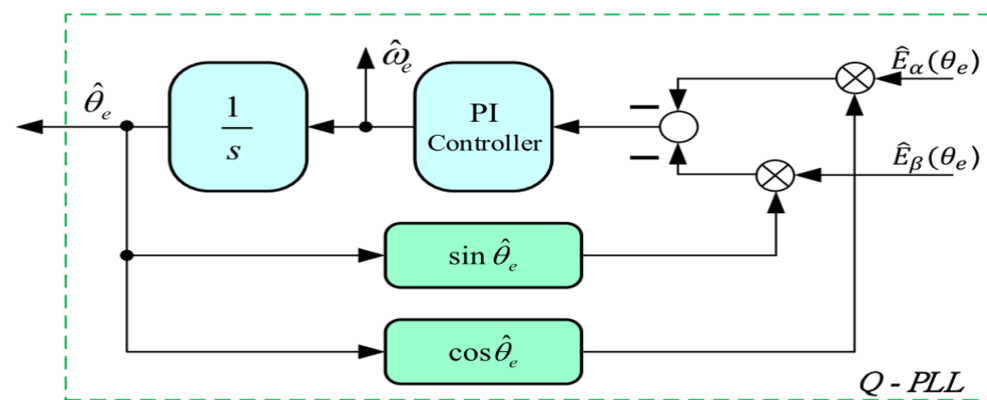 θ̂ₑ
1
s
ω̂ₑ
PI
Controller
−
−
Êα(θₑ)
Êβ(θₑ)
sin θ̂ₑ
cos θ̂ₑ
Q - PLL